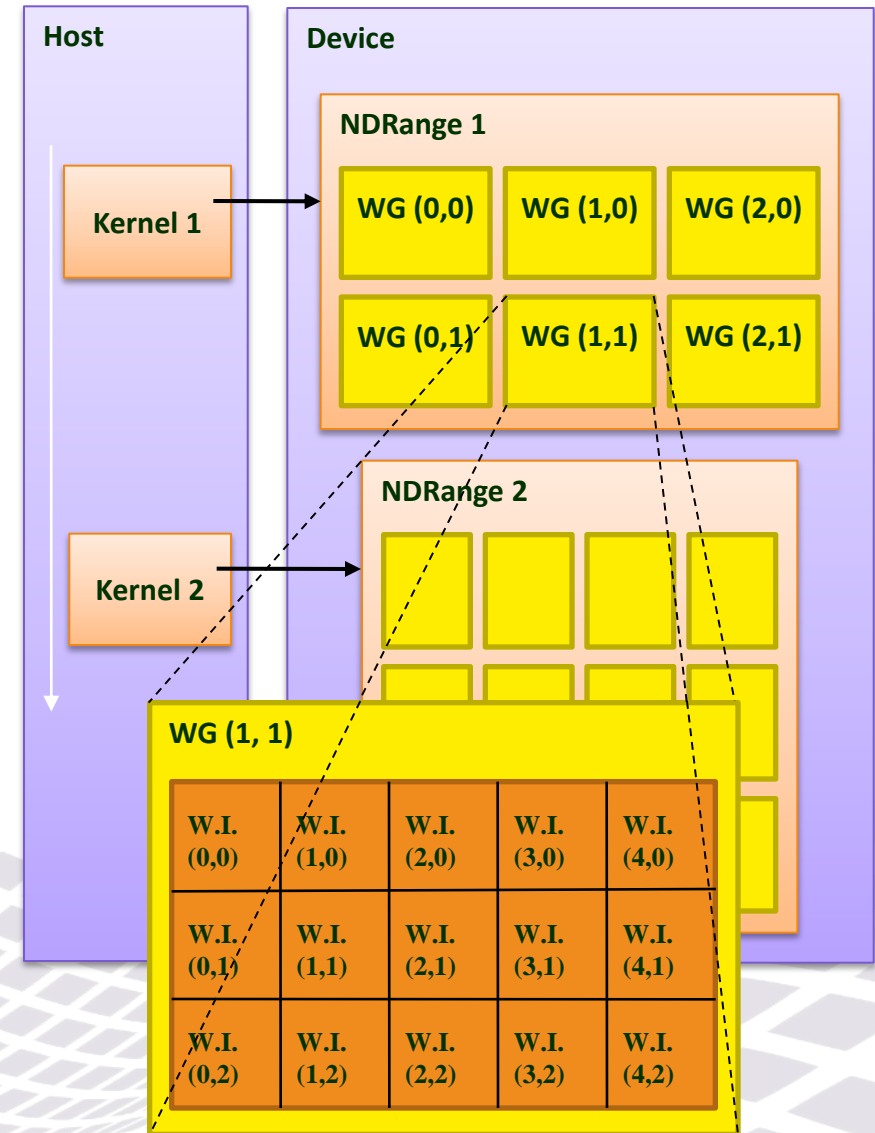 Host
Device
NDRange 1
Kernel 1
WG (0,0) WG (1,0) WG (2,0)
WG (0,1) WG (1,1) WG (2,1)
NDRange 2
Kernel 2
WG (1, 1)
W.I. W.I. W.I. W.I. W.I.
(0,0) (1,0) (2,0) (3,0) (4,0)
W.I. W.I. W.I. W.I. W.I.
(0,1) (1,1) (2,1) (3,1) (4,1)
W.I. W.I. W.I. W.I. W.I.
(0,2) (1,2) (2,2) (3,2) (4,2)